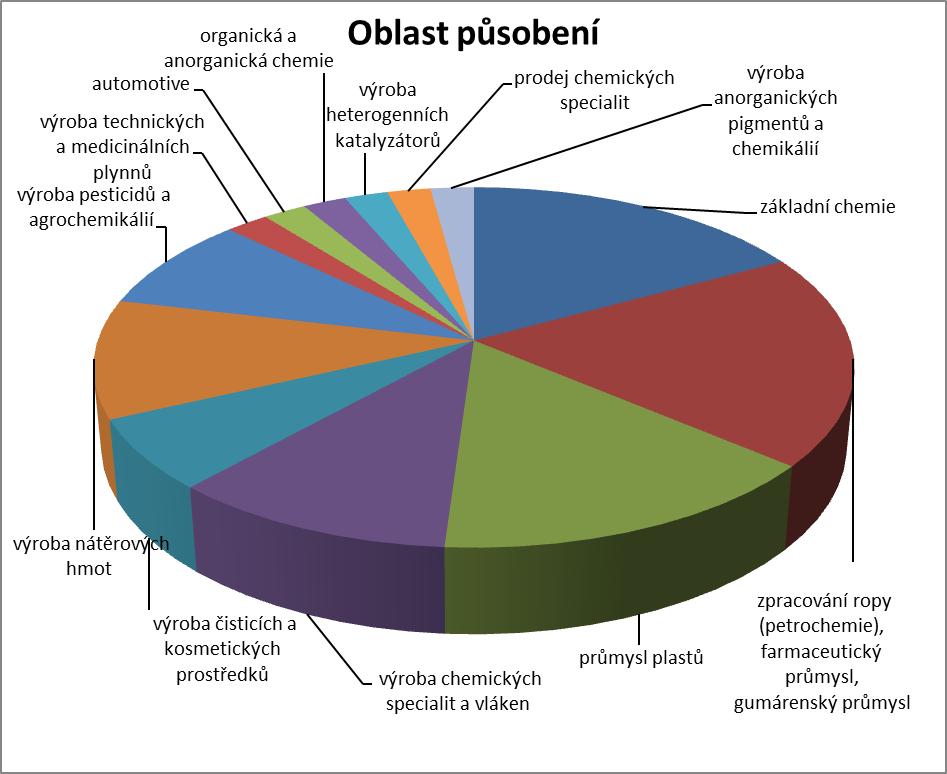 Oblast působení
organická a
anorganická chemie
automotive
výroba technických
a medicinálních
plynnů
výroba pesticidů a
agrochemikálií
výroba
heterogenních
katalyzátorů
prodej chemických
specialit
výroba
anorganických
pigmentů a
chemikálií
základní chemie
výroba nátěrových
hmot
výroba čisticích a
kosmetických
prostředků
výroba chemických
specialit a vláken
průmysl plastů
zpracování ropy
(petrochemie),
farmaceutický
průmysl,
gumárenský průmysl